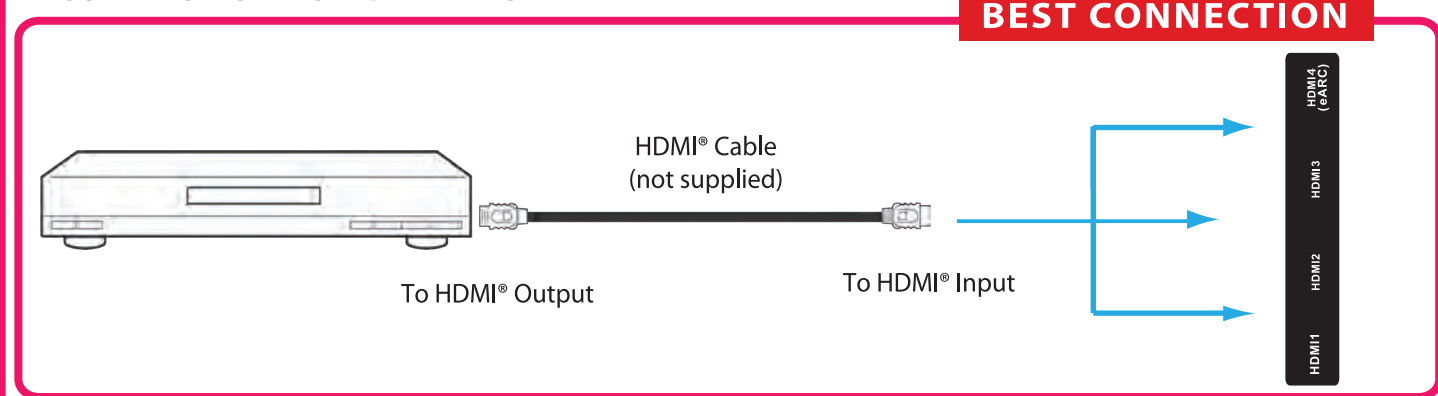 BEST CONNECTION
HDMI® Cable
(not supplied)
To HDMI® Output
To HDMI® Input
HDMI4
(eARC)
HDMI3
HDMI2
HDMI1